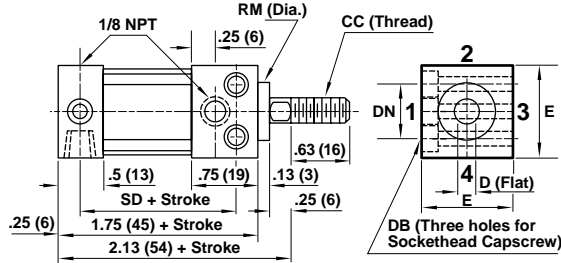 RM (Dia.)
1/8 NPT
.25 (6)
CC (Thread)
2
DN
1
3
E
.63 (16)
4
.5 (13)
.75 (19)
.13 (3)
D (Flat)
SD + Stroke
.25 (6)
E
.25 (6)
1.75 (45) + Stroke
2.13 (54) + Stroke
DB (Three holes for
Sockethead Capscrew)